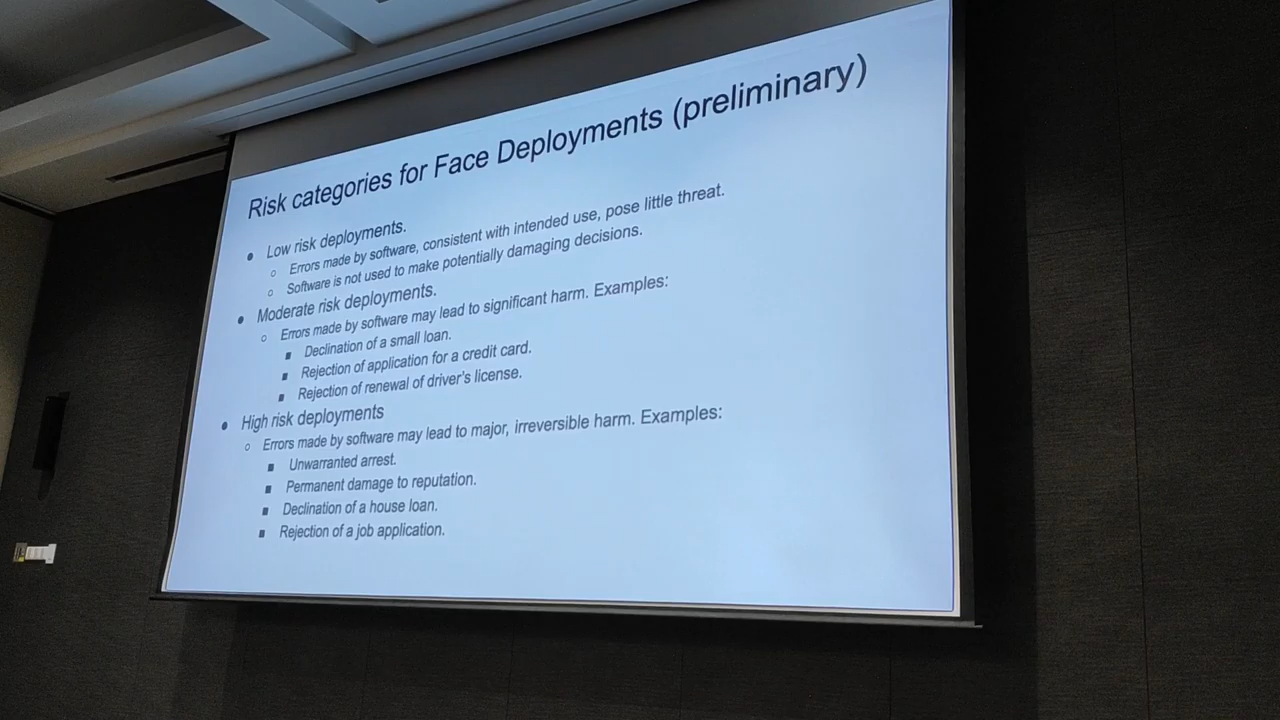 Risk categories for Face Deployments (preliminary)
● Low risk deployments.
○ Errors made by software, consistent with intended use, pose little threat.
○ Software is not used to make potentially damaging decisions.
● Moderate risk deployments.
○ Errors made by software may lead to significant harm. Examples:
■ Declination of a small loan.
■ Rejection of application for a credit card.
■ Rejection of renewal of driver's license.
● High risk deployments
○ Errors made by software may lead to major, irreversible harm. Examples:
■ Unwarranted arrest.
■ Permanent damage to reputation.
■ Declination of a house loan.
■ Rejection of a job application.